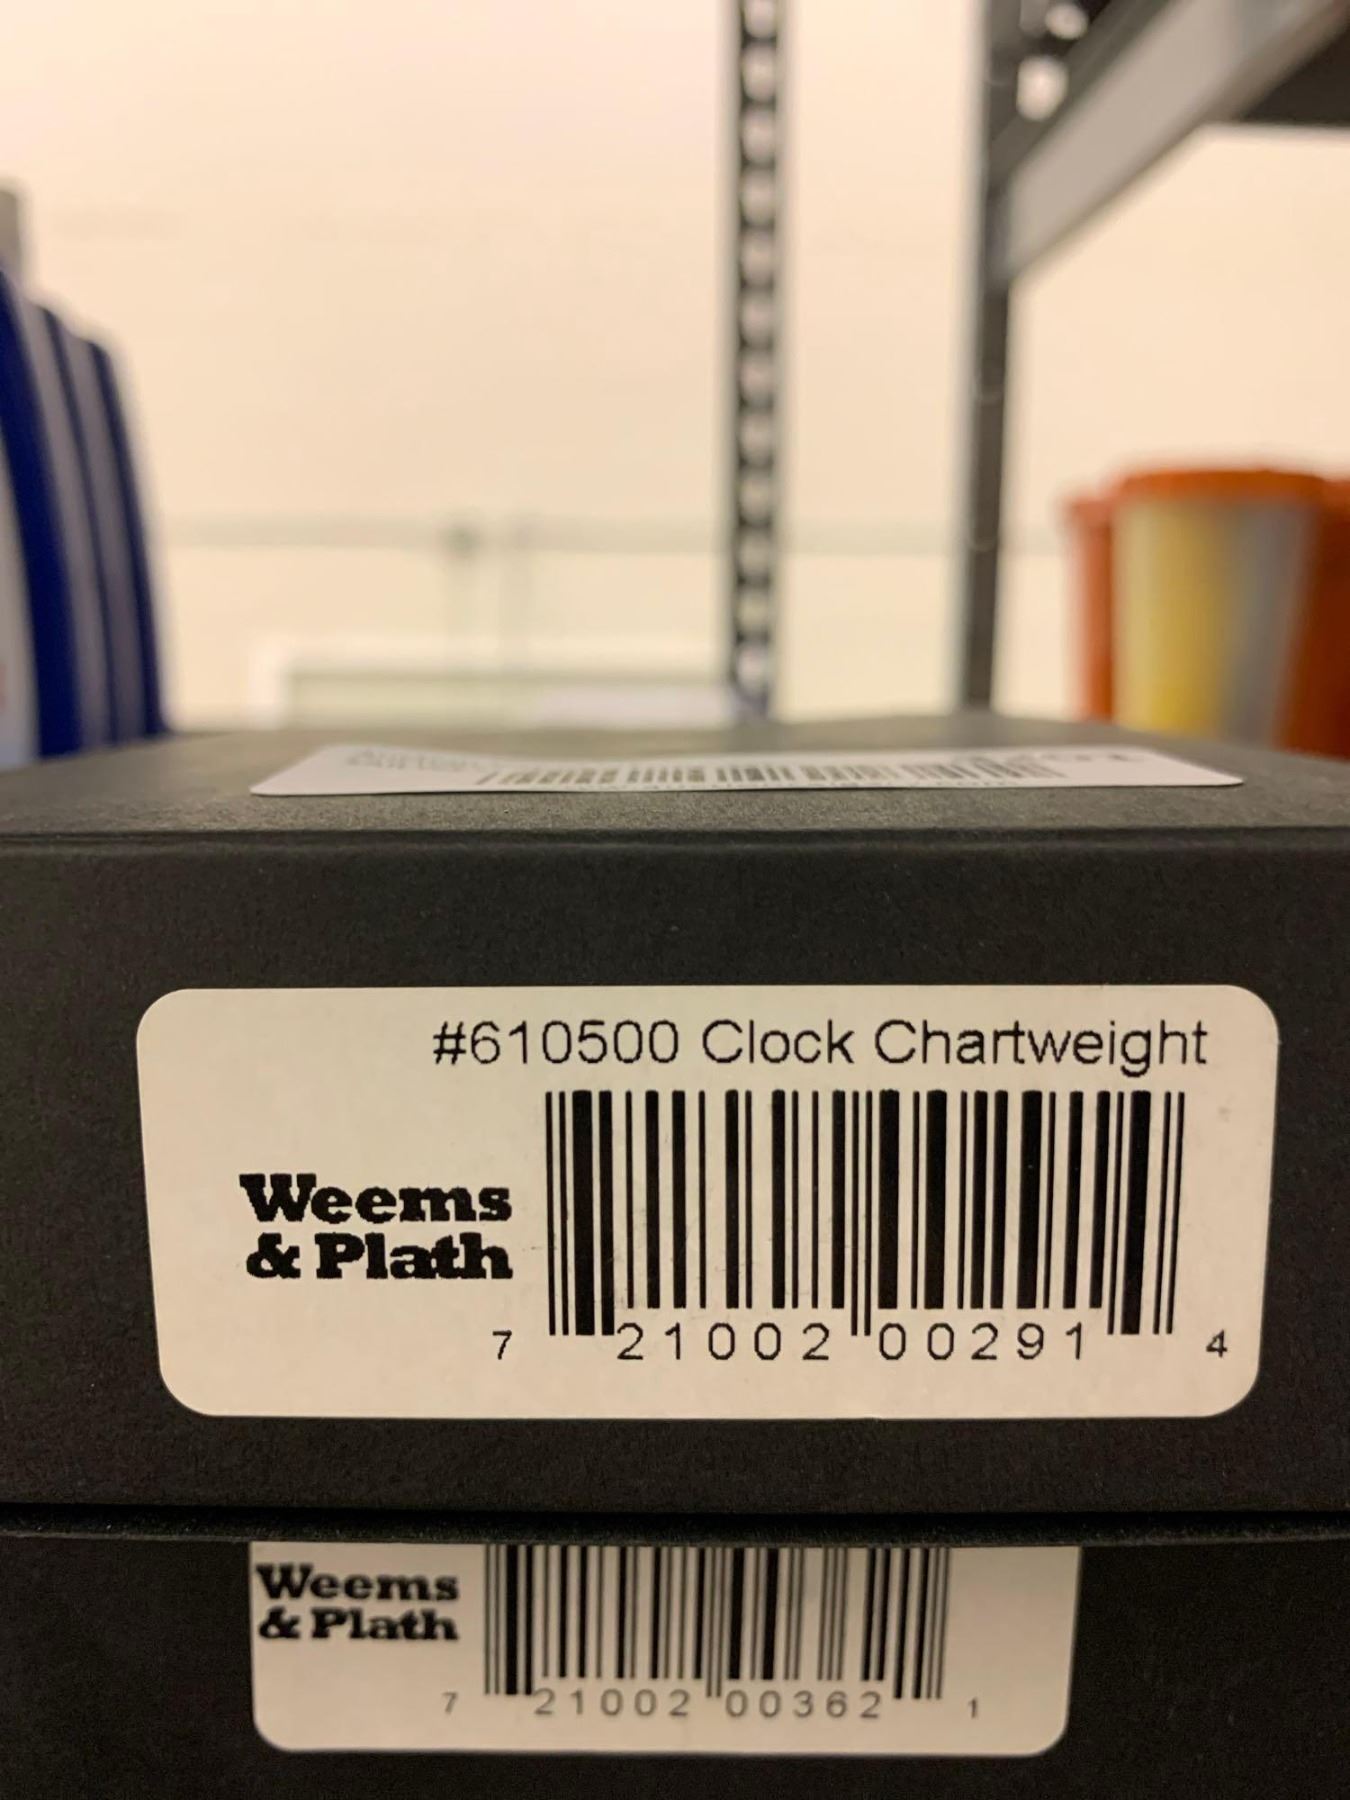 #610500 Clock Chartweight
Weems
& Plath
7 21002 00291 4
Weems
& Plath
7 21002 00362 1